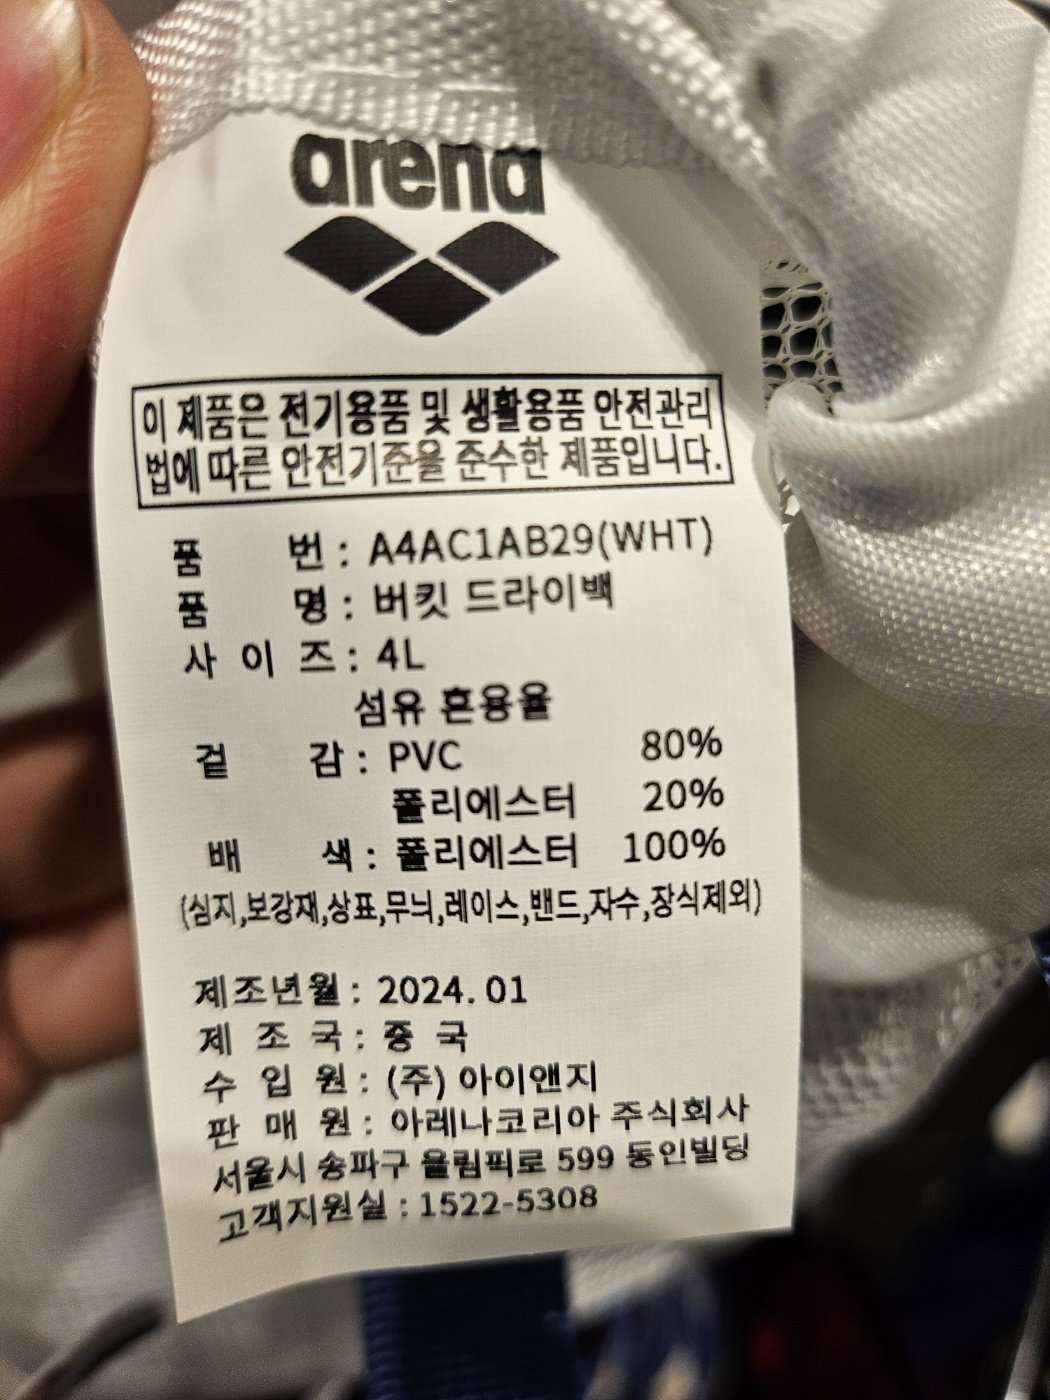 arena
이 제품은 전기용품 및 생활용품 안전관리
법에 따른 안전기준을 준수한 제품입니다.
품 번 : A4AC1AB29(WHT)
품 명 : 버킷 드라이백
사 이 즈 : 4L
섬유 혼용율
겉 감 : PVC 80%
폴리에스터 20%
배 색 : 폴리에스터 100%
(심지,보강재,상표,무늬,레이스,밴드,자수,장식제외)
제조년월 : 2024.01
제 조 국 : 중 국
수 입 원 : (주) 아이앤지
판 매 원 : 아레나코리아 주식회사
서울시 송파구 올림픽로 599 동인빌딩
고객지원실 : 1522-5308